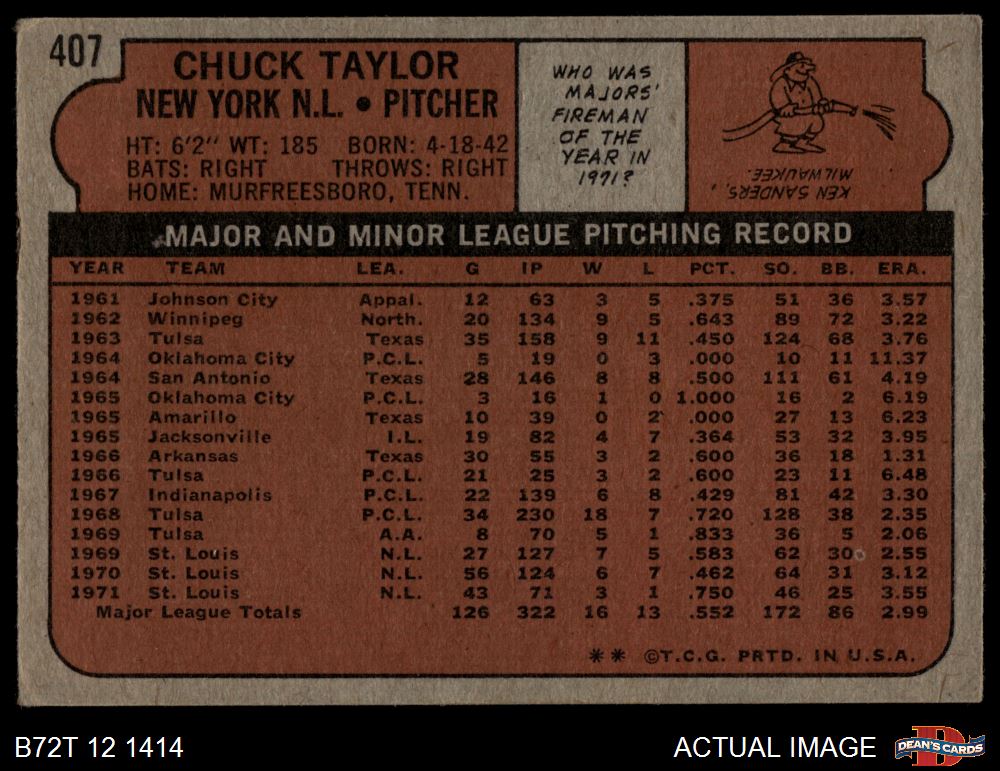 407
CHUCK TAYLOR
NEW YORK N.L. • PITCHER
HT: 6'2" WT: 185 BORN: 4-18-42
BATS: RIGHT THROWS: RIGHT
HOME: MURFREESBORO, TENN.
WHO WAS
MAJORS'
FIREMAN
OF THE
YEAR IN
1971?
KEN SANDERS,
MILWAUKEE.
MAJOR AND MINOR LEAGUE PITCHING RECORD
YEAR TEAM LEA. G IP W L PCT. SO. BB. ERA.
1961 Johnson City Appal. 12 63 3 5 .375 51 36 3.57
1962 Winnipeg North. 20 134 9 5 .643 89 72 3.22
1963 Tulsa Texas 35 158 9 11 .450 124 68 3.76
1964 Oklahoma City P.C.L. 5 19 0 3 .000 10 11 11.37
1964 San Antonio Texas 28 146 8 8 .500 111 61 4.19
1965 Oklahoma City P.C.L. 3 16 1 0 1.000 16 2 6.19
1965 Amarillo Texas 10 39 0 2 .000 27 13 6.23
1965 Jacksonville I.L. 19 82 4 7 .364 53 32 3.95
1966 Arkansas Texas 30 55 3 2 .600 36 18 1.31
1966 Tulsa P.C.L. 21 25 3 2 .600 23 11 6.48
1967 Indianapolis P.C.L. 22 139 6 8 .429 81 42 3.30
1968 Tulsa P.C.L. 34 230 18 7 .720 128 38 2.35
1969 Tulsa A.A. 8 70 5 1 .833 36 5 2.06
1969 St. Louis N.L. 27 127 7 5 .583 62 30 2.55
1970 St. Louis N.L. 56 124 6 7 .462 64 31 3.12
1971 St. Louis N.L. 43 71 3 1 .750 46 25 3.55
Major League Totals 126 322 16 13 .552 172 86 2.99
** ©T.C.G. PRTD. IN U.S.A.
B72T 12 1414
ACTUAL IMAGE
D
DEAN'S CARDS